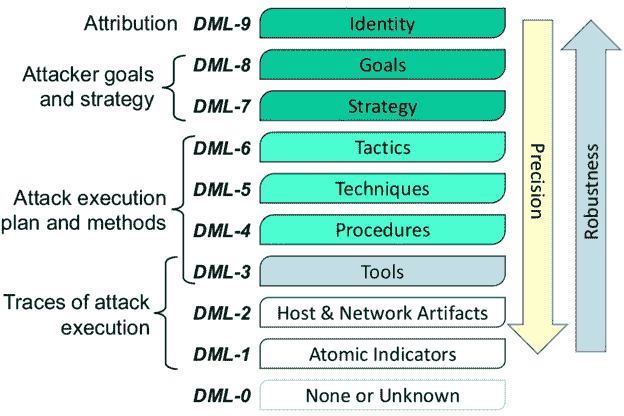 Attribution DML-9 Identity
Attacker goals
and strategy
DML-8 Goals
DML-7 Strategy
Attack execution
plan and methods
DML-6 Tactics
DML-5 Techniques
DML-4 Procedures
DML-3 Tools
Traces of attack
execution
DML-2 Host & Network Artifacts
DML-1 Atomic Indicators
DML-0 None or Unknown
Precision
Robustness